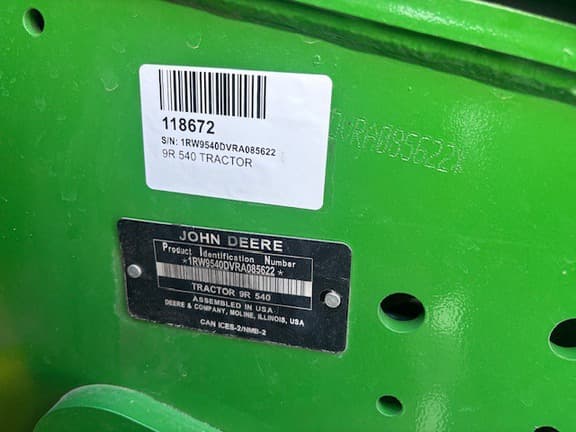 118672
S/N: 1RW9540DVRA085622
9R 540 TRACTOR
DVRA085622*
JOHN DEERE
Product Identification Number
*1RW9540DVRA085622*
TRACTOR 9R 540
ASSEMBLED IN USA
DEERE & COMPANY, MOLINE, ILLINOIS, USA
CAN ICES-2/NMB-2